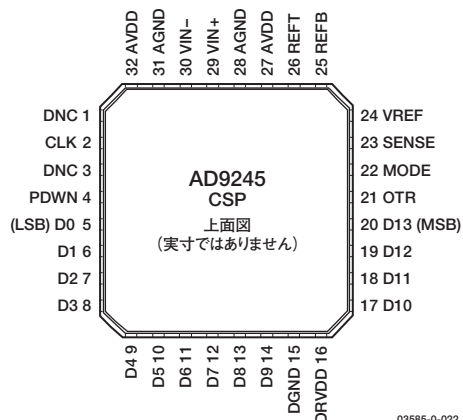 32 AVDD
31 AGND
30 VIN–
29 VIN+
28 AGND
27 AVDD
26 REFT
25 REFB
DNC 1
CLK 2
DNC 3
PDWN 4
(LSB) D0 5
D1 6
D2 7
D3 8
AD9245
CSP
上面図
(実寸ではありません)
24 VREF
23 SENSE
22 MODE
21 OTR
20 D13 (MSB)
19 D12
18 D11
17 D10
D4 9
D5 10
D6 11
D7 12
D8 13
D9 14
DGND 15
DRVDD 16
03585-0-022